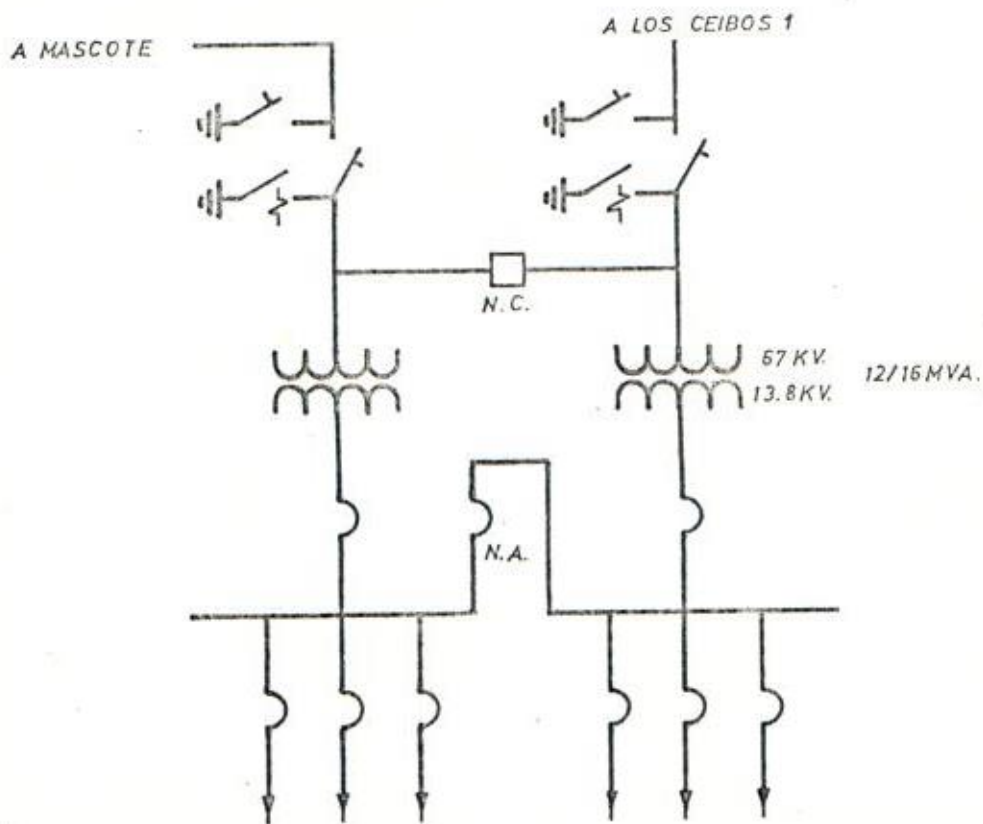 A MASCOTE
A LOS CEIBOS 1
N.C.
67 KV.
13.8 KV.
12/16 MVA.
N.A.